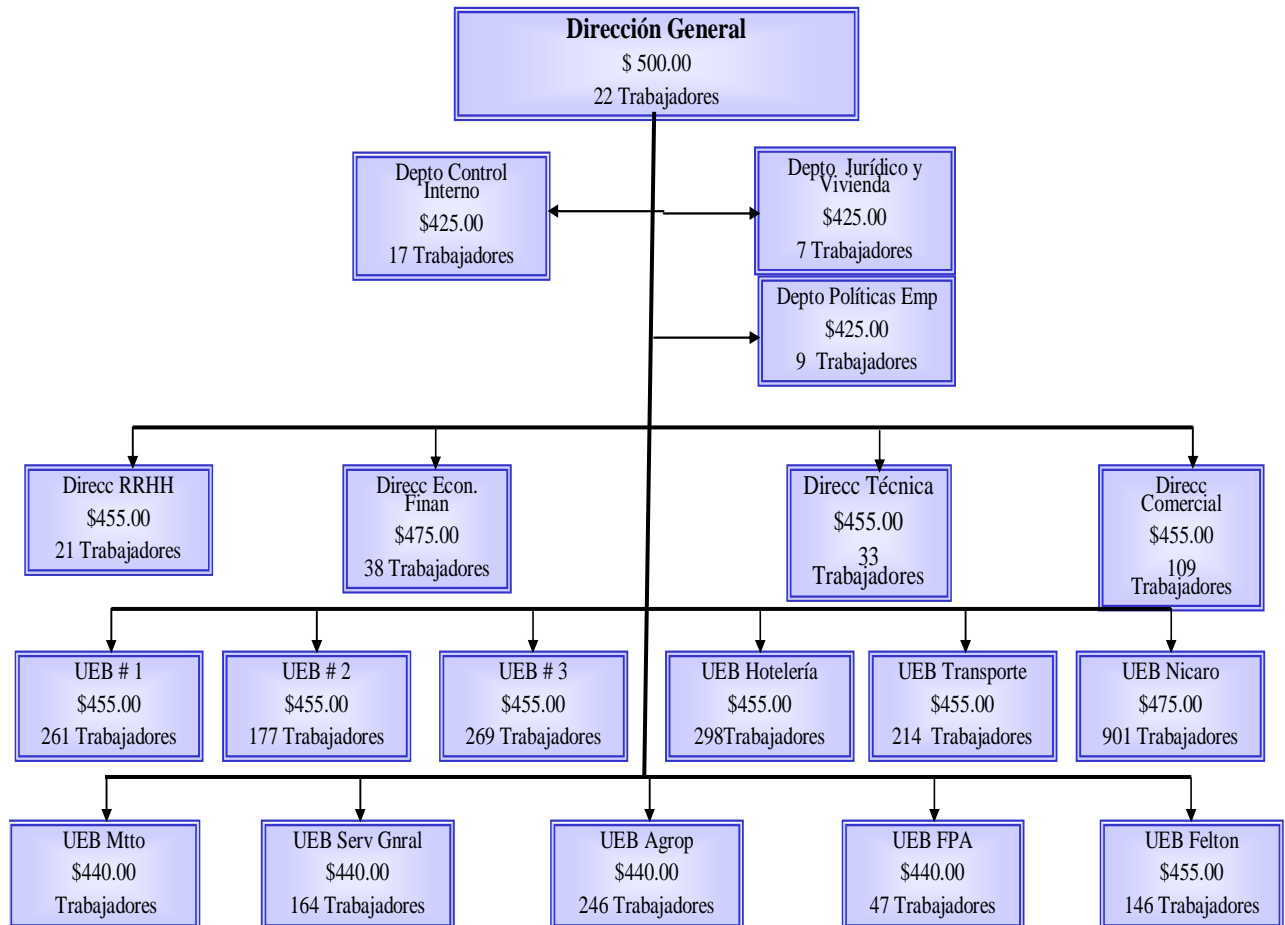 Dirección General
$ 500.00
22 Trabajadores
Depto Control
Interno
$425.00
17 Trabajadores
Depto Jurídico y
Vivienda
$425.00
7 Trabajadores
Depto Políticas Emp
$425.00
9 Trabajadores
Direcc RRHH
$455.00
21 Trabajadores
Direcc Econ.
Finan
$475.00
38 Trabajadores
Direcc Técnica
$455.00
33
Trabajadores
Direcc
Comercial
$455.00
109
Trabajadores
UEB # 1
$455.00
261 Trabajadores
UEB # 2
$455.00
177 Trabajadores
UEB # 3
$455.00
269 Trabajadores
UEB Hotelería
$455.00
298Trabajadores
UEB Transporte
$455.00
214 Trabajadores
UEB Nicaro
$475.00
901 Trabajadores
UEB Mtto
$440.00
Trabajadores
UEB Serv Gnral
$440.00
164 Trabajadores
UEB Agrop
$440.00
246 Trabajadores
UEB FPA
$440.00
47 Trabajadores
UEB Felton
$455.00
146 Trabajadores